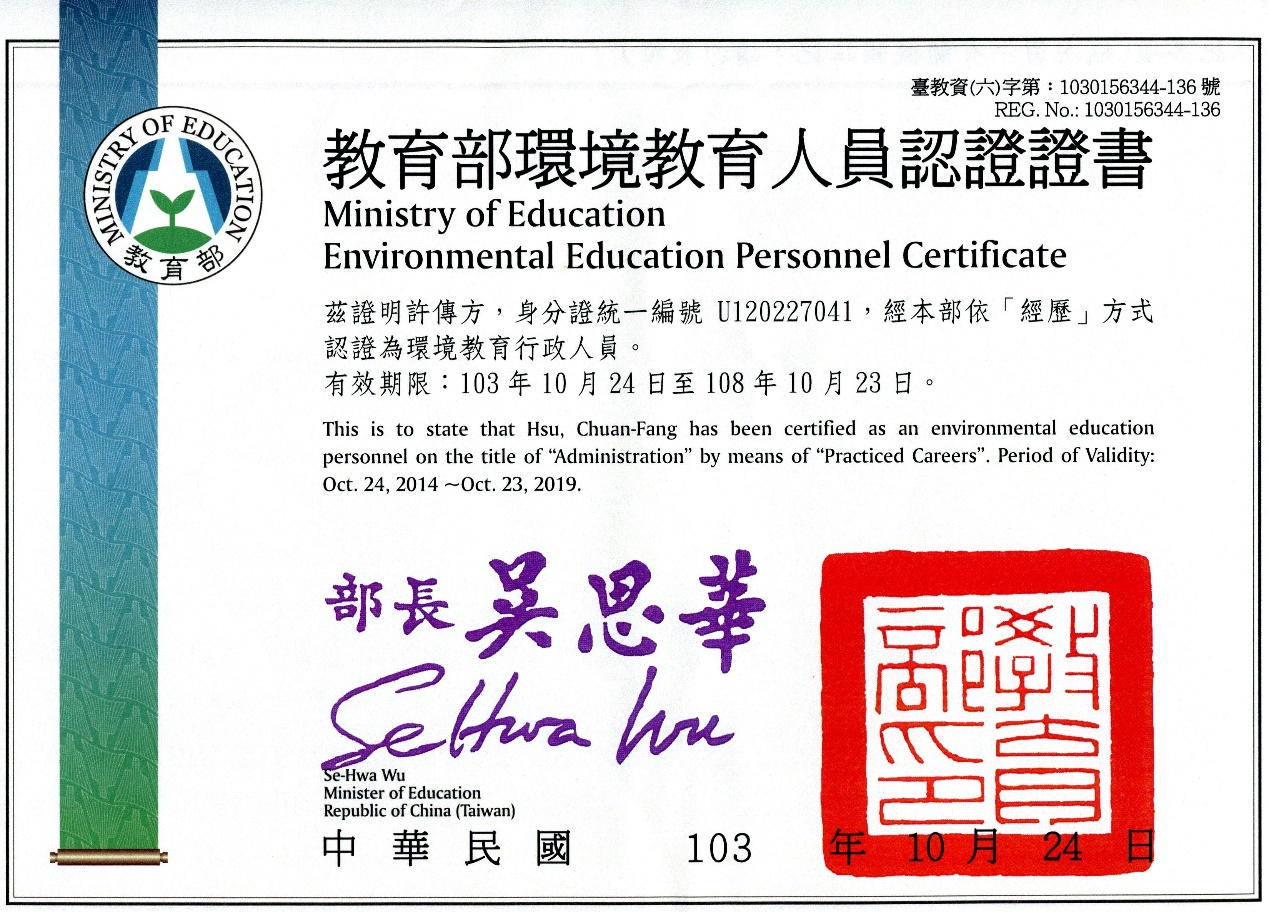 臺教資(六)字第：1030156344-136 號
REG. No.: 1030156344-136
MINISTRY OF EDUCATION
教育部
教育部環境教育人員認證證書
Ministry of Education
Environmental Education Personnel Certificate
茲證明許傳方，身分證統一編號 U120227041，經本部依「經歷」方式
認證為環境教育行政人員。
有效期限：103 年 10 月 24 日至 108 年 10 月 23 日。
This is to state that Hsu, Chuan-Fang has been certified as an environmental education
personnel on the title of “Administration” by means of “Practiced Careers”. Period of Validity:
Oct. 24, 2014 ~Oct. 23, 2019.
部長 吳思華
SeHwa Wu
Se-Hwa Wu
Minister of Education
Republic of China (Taiwan)
教育部印
中華民國 103 年 10 月 24 日